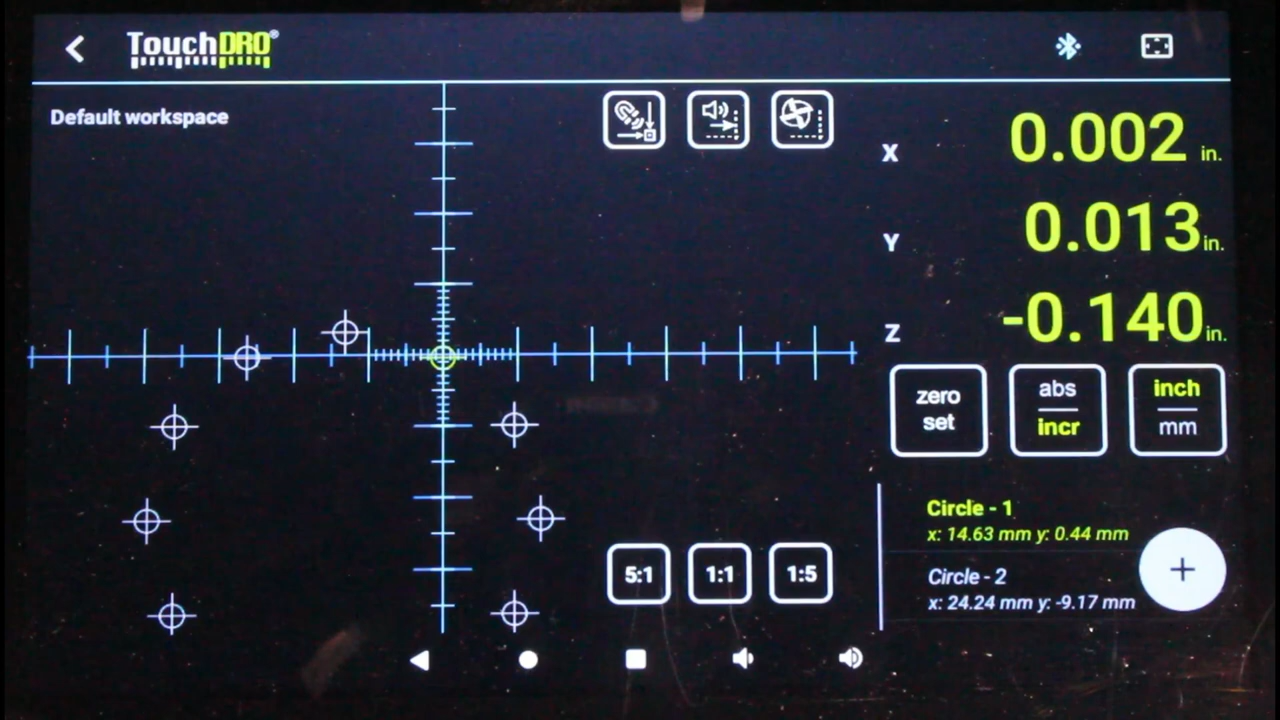 TouchDRO®
Default workspace
X 0.002 in.
Y 0.013 in.
Z -0.140 in.
zero
set
abs
incr
inch
mm
Circle - 1
x: 14.63 mm y: 0.44 mm
Circle - 2
x: 24.24 mm y: -9.17 mm
+
5:1
1:1
1:5